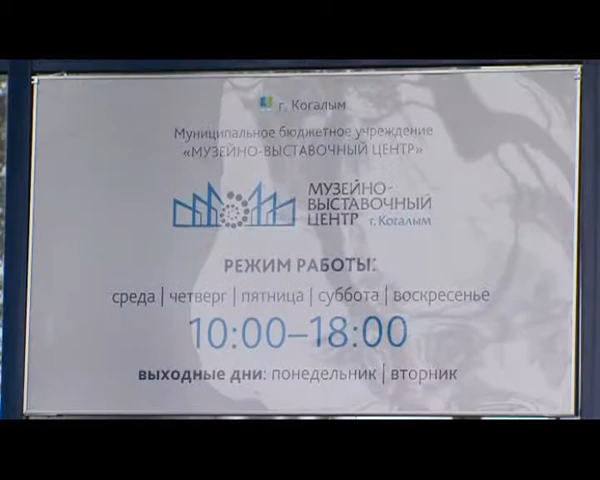 г. Когалым
Муниципальное бюджетное учреждение
«МУЗЕЙНО-ВЫСТАВОЧНЫЙ ЦЕНТР»
МУЗЕЙНО-
ВЫСТАВОЧНЫЙ
ЦЕНТР г. Когалым
РЕЖИМ РАБОТЫ:
среда | четверг | пятница | суббота | воскресенье
10:00–18:00
выходные дни: понедельник | вторник